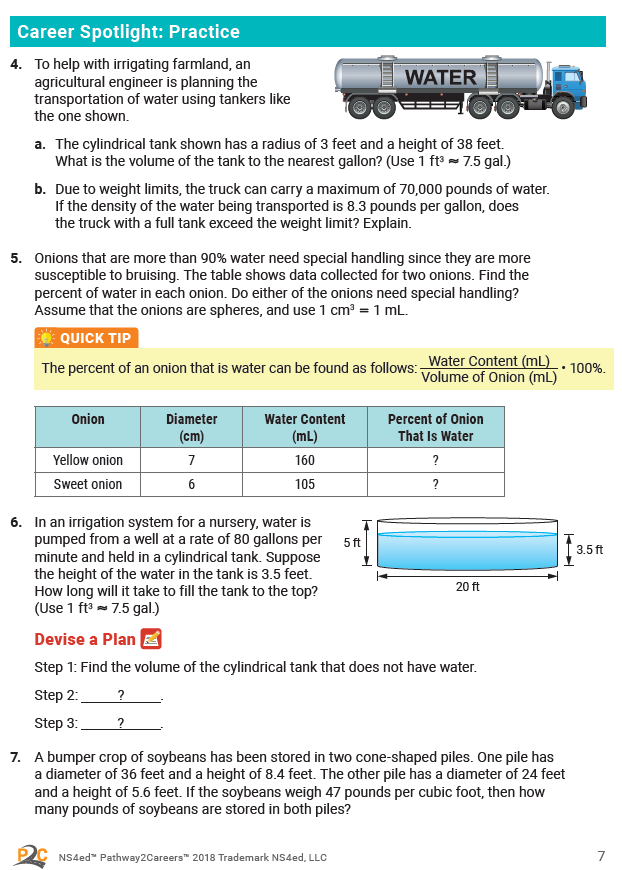 Career Spotlight: Practice
4. To help with irrigating farmland, an
agricultural engineer is planning the
transportation of water using tankers like
the one shown.
WATER
a. The cylindrical tank shown has a radius of 3 feet and a height of 38 feet.
What is the volume of the tank to the nearest gallon? (Use 1 ft³ ≈ 7.5 gal.)
b. Due to weight limits, the truck can carry a maximum of 70,000 pounds of water.
If the density of the water being transported is 8.3 pounds per gallon, does
the truck with a full tank exceed the weight limit? Explain.
5. Onions that are more than 90% water need special handling since they are more
susceptible to bruising. The table shows data collected for two onions. Find the
percent of water in each onion. Do either of the onions need special handling?
Assume that the onions are spheres, and use 1 cm³ = 1 mL.
QUICK TIP
The percent of an onion that is water can be found as follows: Water Content (mL) / Volume of Onion (mL) • 100%.
Onion Diameter (cm) Water Content (mL) Percent of Onion That Is Water
Yellow onion 7 160 ?
Sweet onion 6 105 ?
6. In an irrigation system for a nursery, water is
pumped from a well at a rate of 80 gallons per
minute and held in a cylindrical tank. Suppose
the height of the water in the tank is 3.5 feet.
How long will it take to fill the tank to the top?
(Use 1 ft³ ≈ 7.5 gal.)
5 ft
3.5 ft
20 ft
Devise a Plan
Step 1: Find the volume of the cylindrical tank that does not have water.
Step 2: ? .
Step 3: ? .
7. A bumper crop of soybeans has been stored in two cone-shaped piles. One pile has
a diameter of 36 feet and a height of 8.4 feet. The other pile has a diameter of 24 feet
and a height of 5.6 feet. If the soybeans weigh 47 pounds per cubic foot, then how
many pounds of soybeans are stored in both piles?
P2C NS4ed™ Pathway2Careers™ 2018 Trademark NS4ed, LLC
7